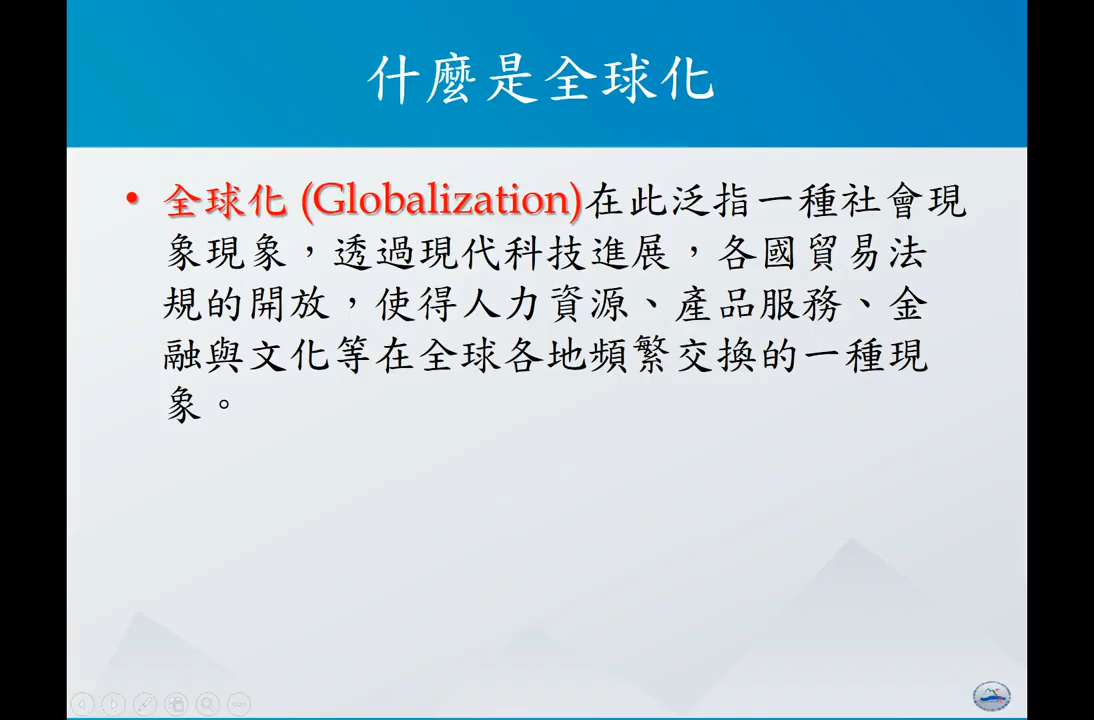 什麼是全球化
• 全球化 (Globalization)在此泛指一種社會現
象現象，透過現代科技進展，各國貿易法
規的開放，使得人力資源、產品服務、金
融與文化等在全球各地頻繁交換的一種現
象。